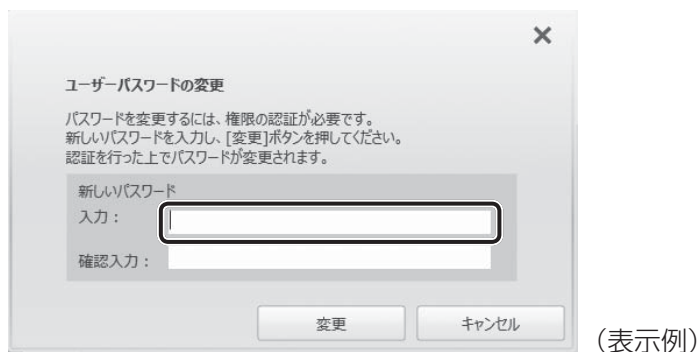 ユーザーパスワードの変更
パスワードを変更するには、権限の認証が必要です。
新しいパスワードを入力し、[変更]ボタンを押してください。
認証を行った上でパスワードが変更されます。
新しいパスワード
入力：
確認入力：
変更 キャンセル
(表示例)